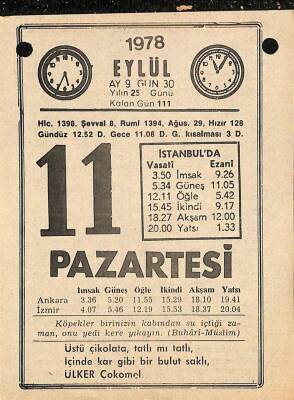 1978
EYLÜL
AY 9 GÜN 30
Yılın 25 Günü
Kalan Gün 111
Hic. 1398, Şevval 8, Rumî 1394, Ağus. 29, Hızır 128
Gündüz 12.52 D. Gece 11.08 D. G. kısalması 3 D.
11
İSTANBUL'DA
Vasati Ezani
3.50 İmsak 9.26
5.34 Güneş 11.05
12.11 Öğle 5.42
15.45 İkindi 9.17
18.27 Akşam 12.00
20.00 Yatsı 1.33
PAZARTESİ
Imsak Güneş Öğle Ikindi Akşam Yatsı
Ankara 3.36 5.20 11.55 15.29 18.10 19.41
İzmir 4.07 5.46 12.19 15.53 18.37 20.04
Köpekler birinizin kabından su içtiği za-
man, onu yedi kere yıkayın. (Buhâri-Müslim)
Üstü çikolata, tatlı mı tatlı,
İçinde kar gibi bir bulut saklı,
ÜLKER Çokomel..